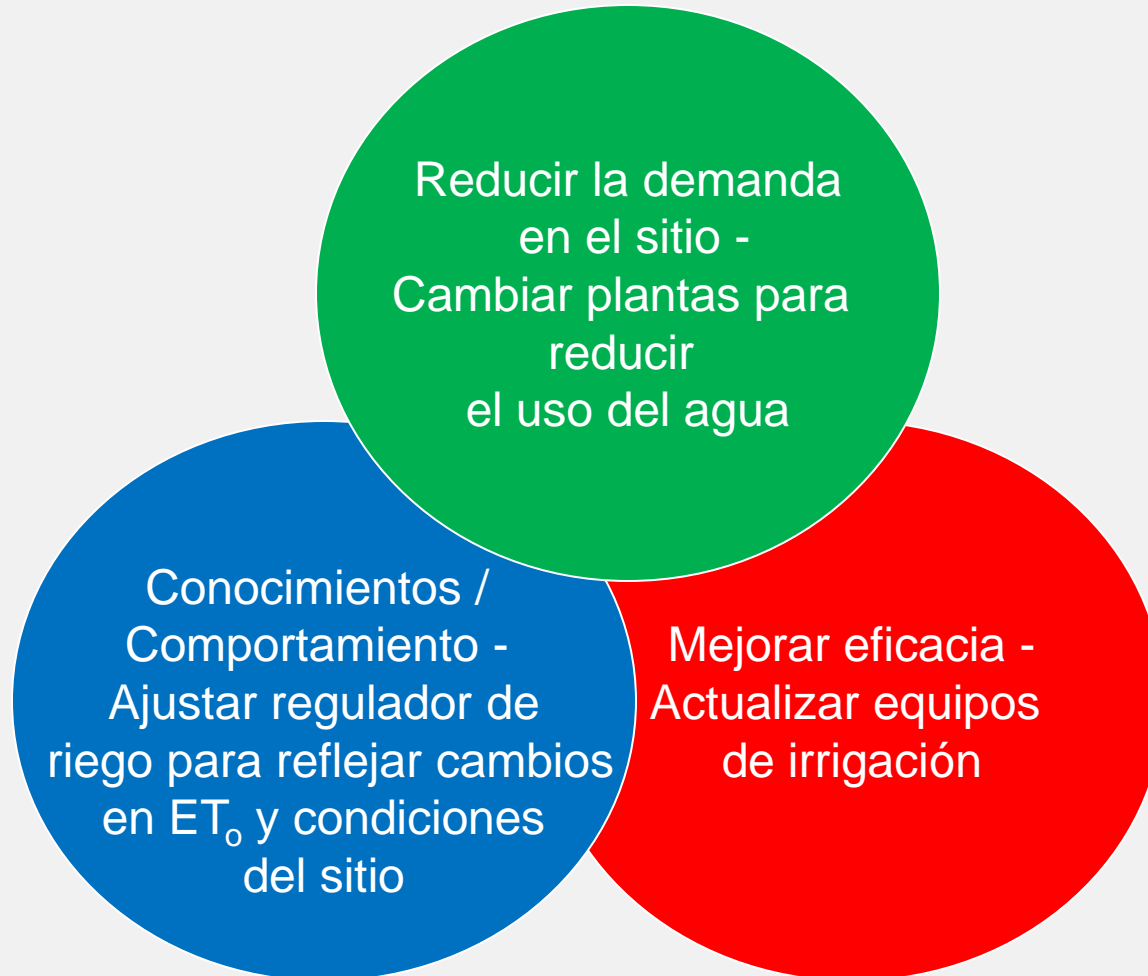 Reducir la demanda
en el sitio -
Cambiar plantas para
reducir
el uso del agua
Conocimientos /
Comportamiento -
Ajustar regulador de
riego para reflejar cambios
en ETₒ y condiciones
del sitio
Mejorar eficacia -
Actualizar equipos
de irrigación